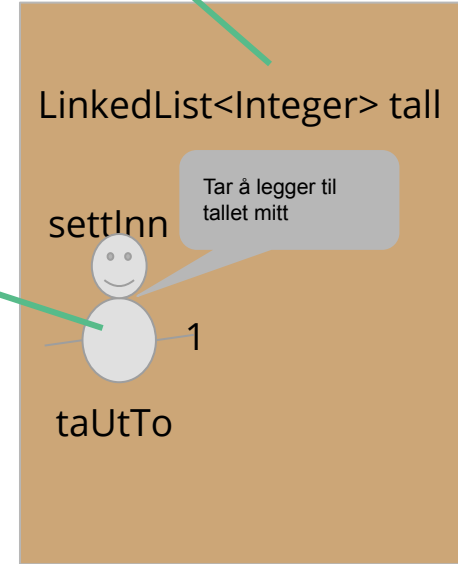 LinkedList<Integer> tall
Tar å legger til
tallet mitt
settInn
1
taUtTo